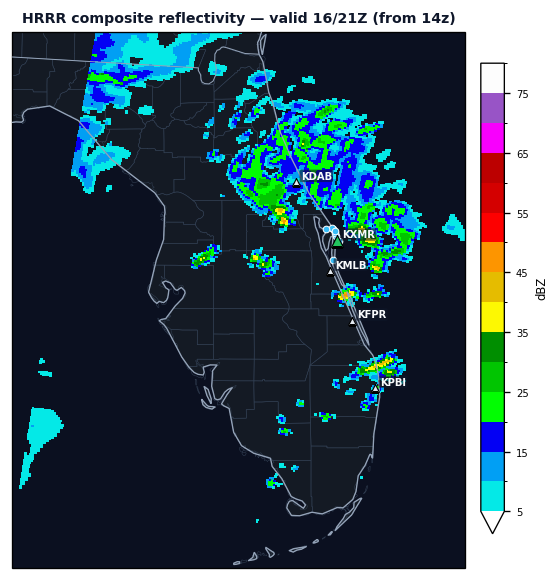 HRRR composite reflectivity — valid 16/21Z (from 14z)
KDAB
KXMR
KMLB
KFPR
KPBI
75
65
55
45
35
25
15
5
dBZ